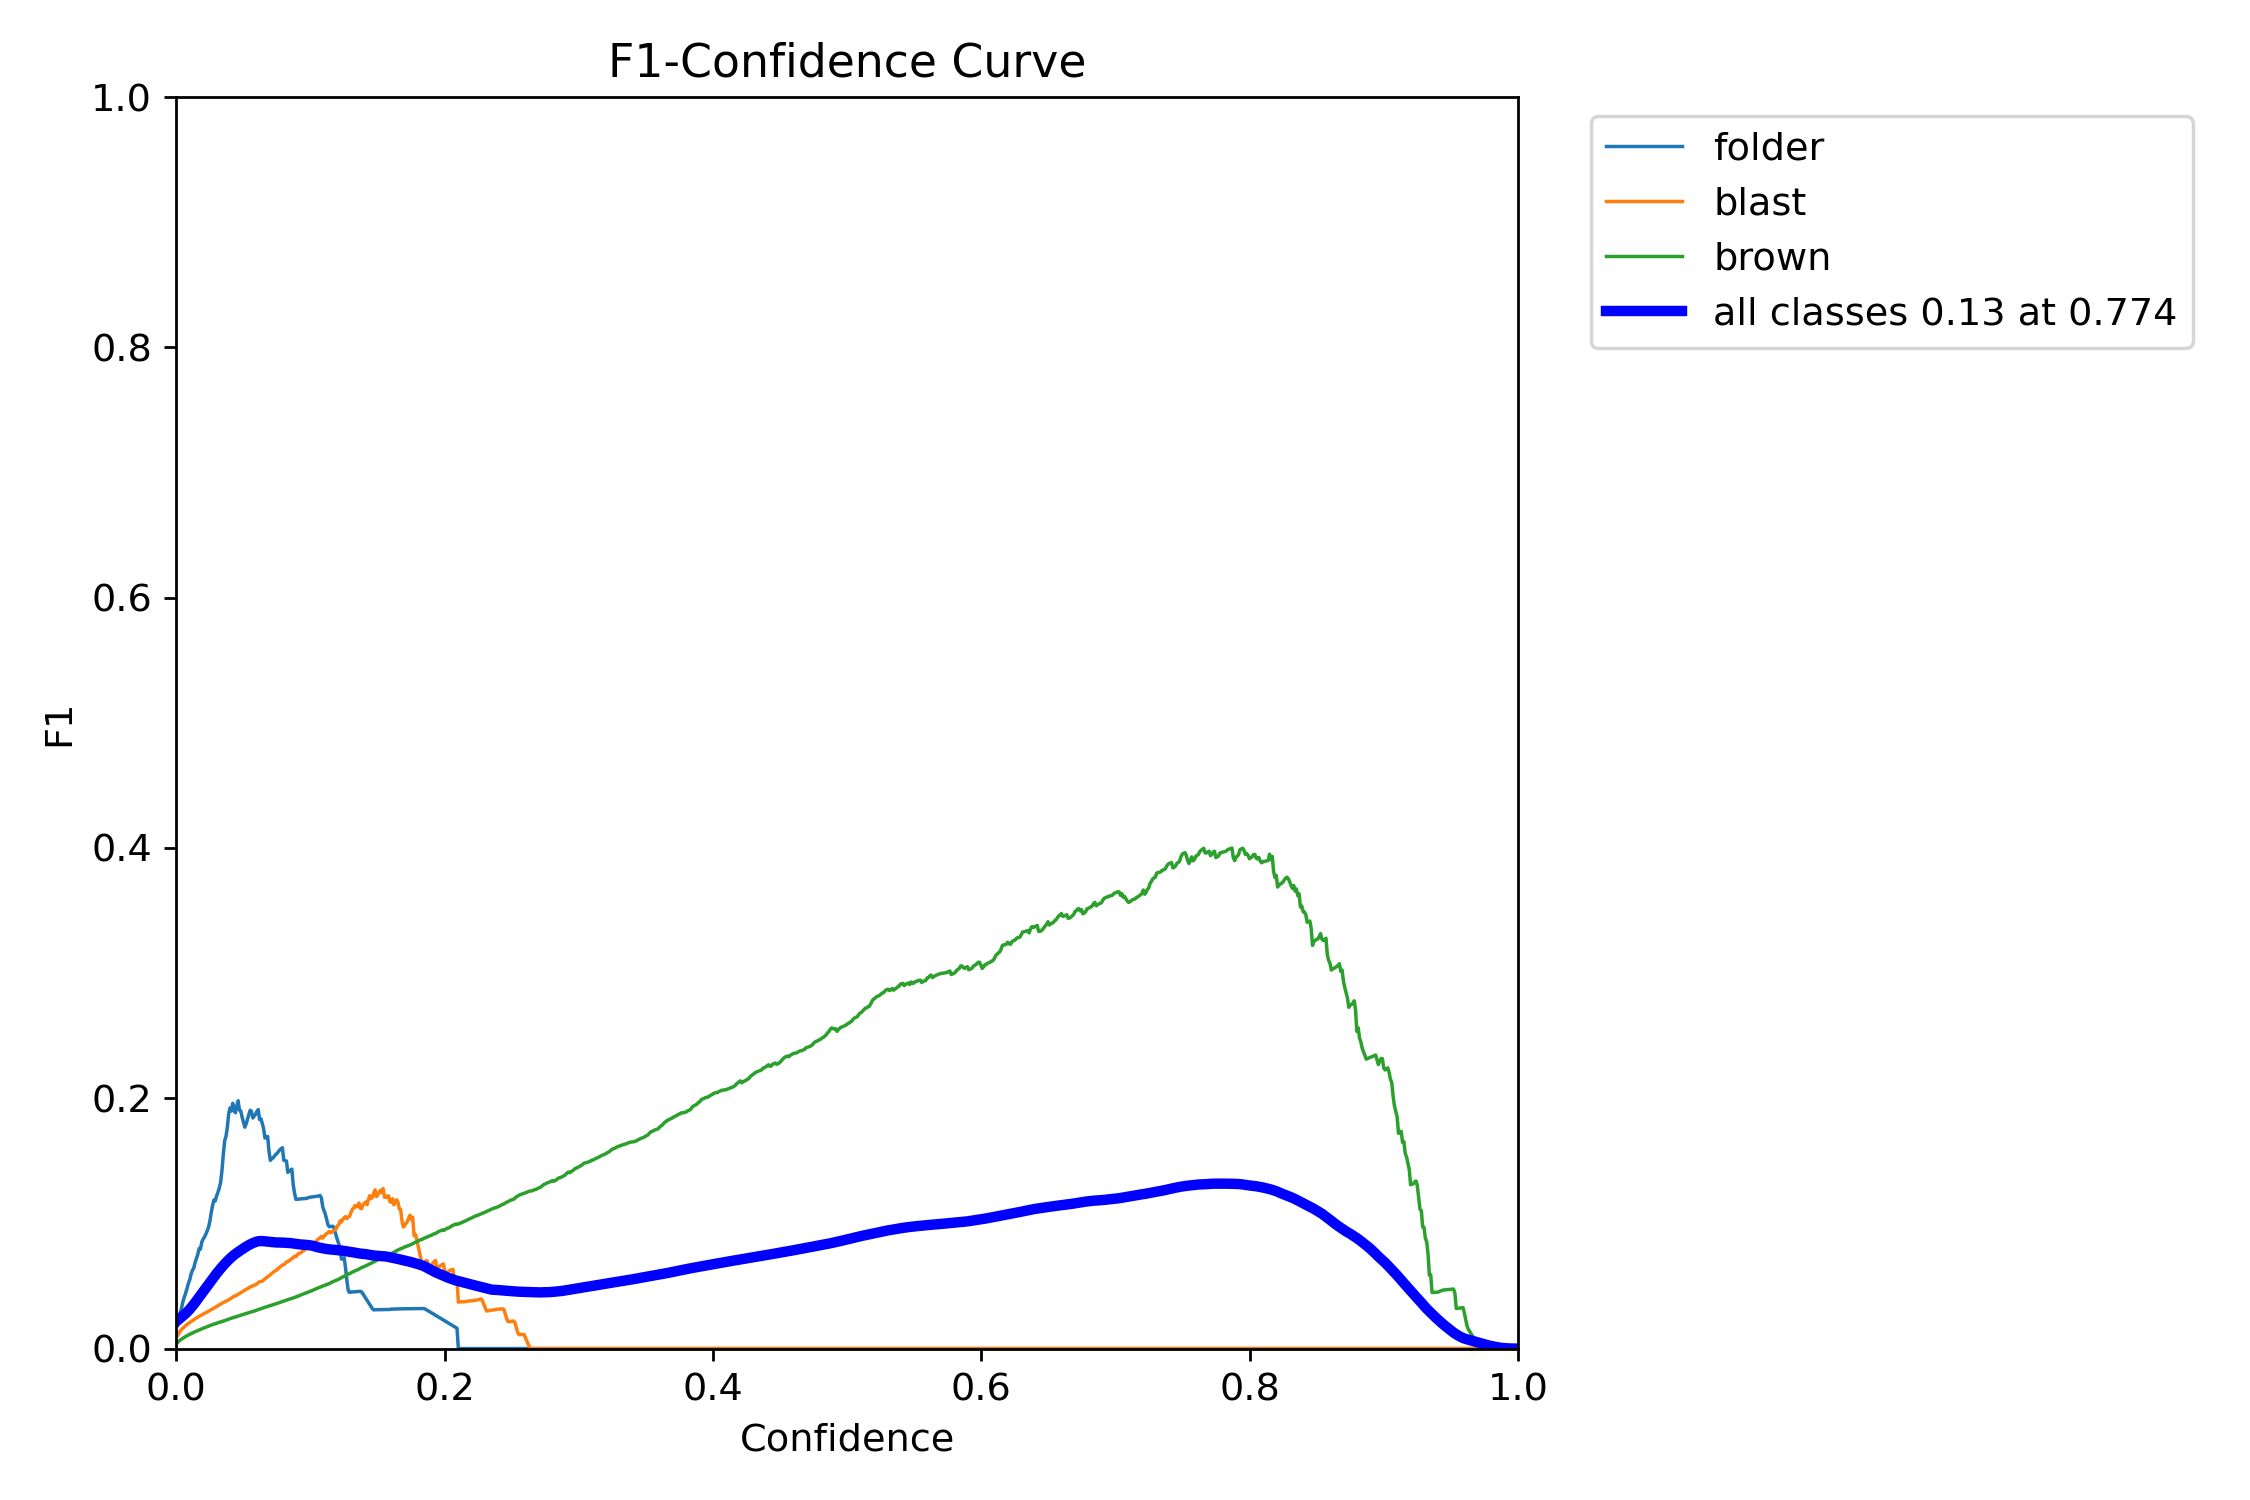 F1-Confidence Curve
1.0
0.8
0.6
0.4
0.2
0.0
F1
0.0 0.2 0.4 0.6 0.8 1.0
Confidence
folder
blast
brown
all classes 0.13 at 0.774